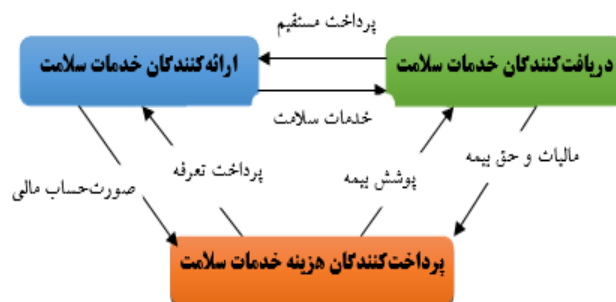 پرداخت مستقیم
دریافت‌کنندگان خدمات سلامت
ارائه‌کنندگان خدمات سلامت
خدمات سلامت
مالیات و حق بیمه
پوشش بیمه
پرداخت تعرفه
صورت‌حساب مالی
پرداخت‌کنندگان هزینه خدمات سلامت